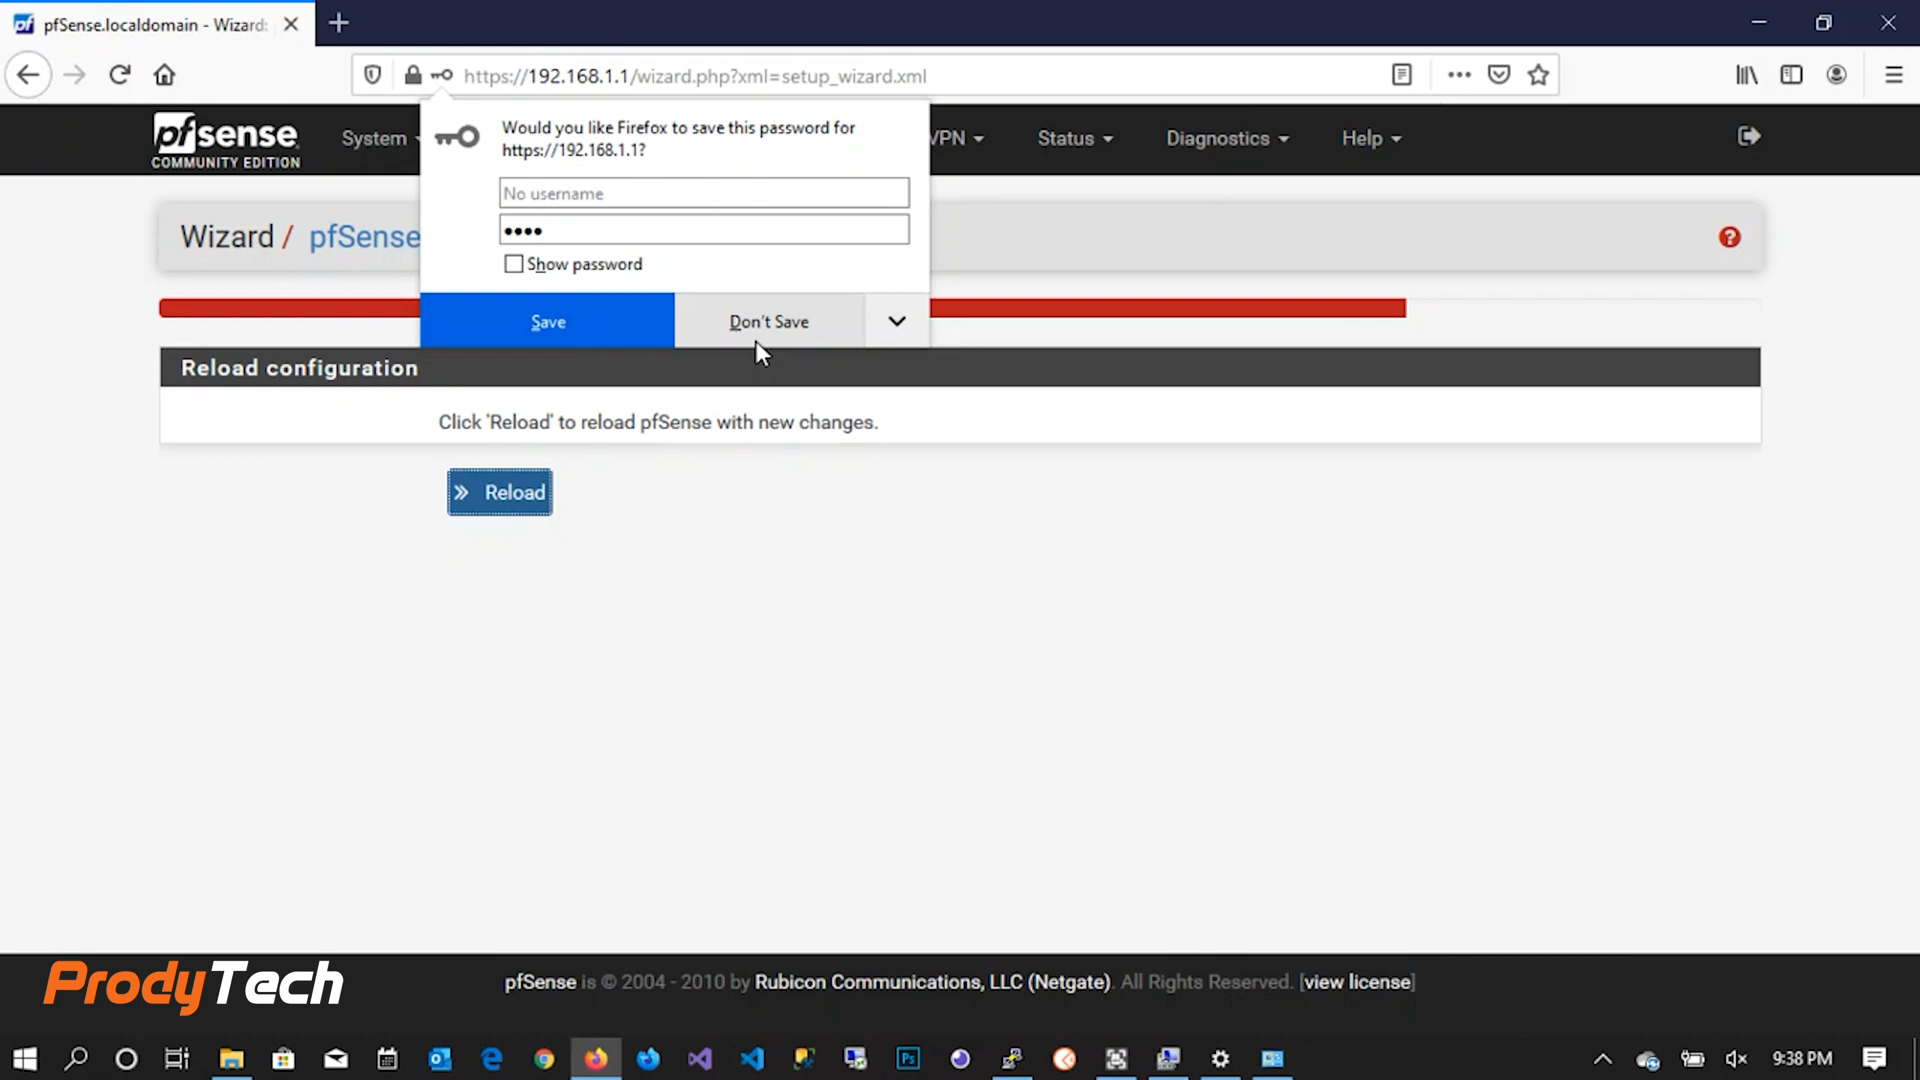 pfSense.localdomain - Wizard:
https://192.168.1.1/wizard.php?xml=setup_wizard.xml
pfsense
COMMUNITY EDITION
System
VPN
Status
Diagnostics
Help
Would you like Firefox to save this password for
https://192.168.1.1?
No username
Show password
Save
Don't Save
Wizard / pfSense
Reload configuration
Click 'Reload' to reload pfSense with new changes.
Reload
ProdyTech
pfSense is © 2004 - 2010 by Rubicon Communications, LLC (Netgate). All Rights Reserved. [view license]
9:38 PM